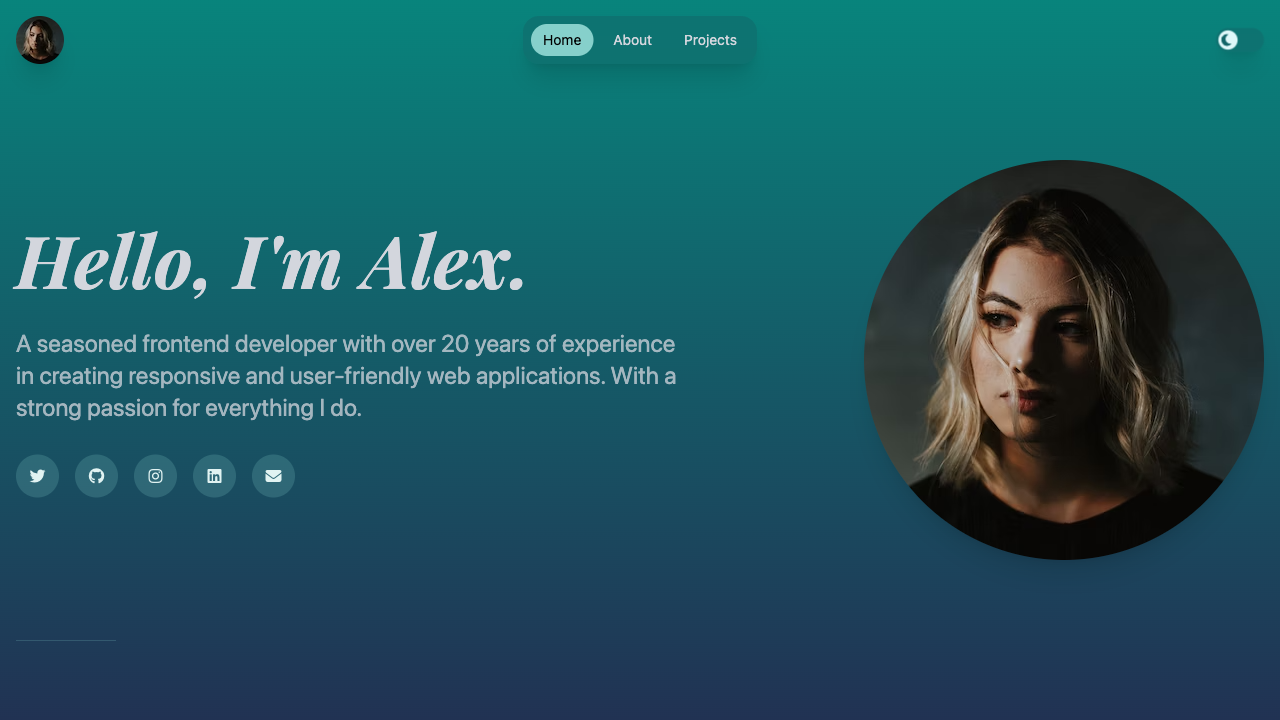 Home
About
Projects
Hello, I'm Alex.
A seasoned frontend developer with over 20 years of experience
in creating responsive and user-friendly web applications. With a
strong passion for everything I do.